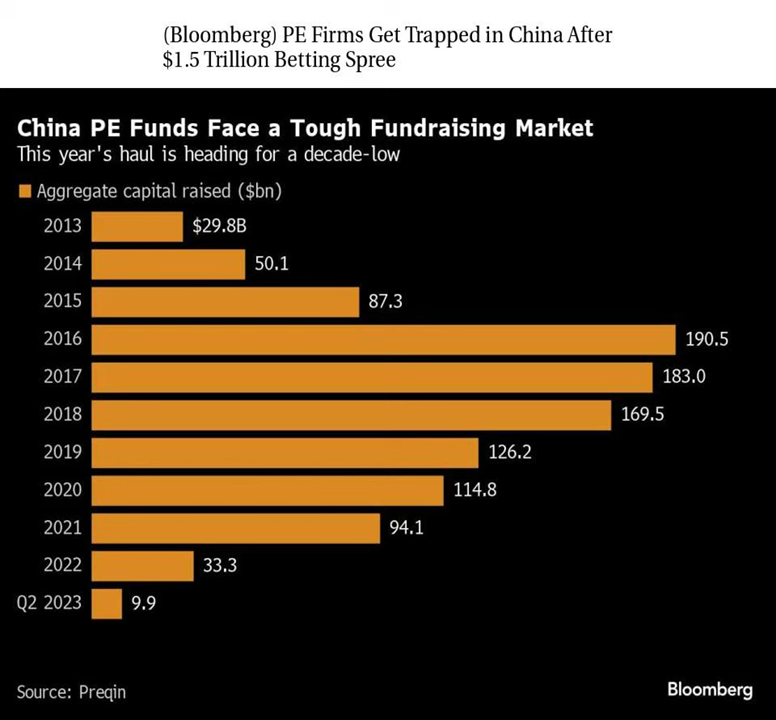 (Bloomberg) PE Firms Get Trapped in China After
$1.5 Trillion Betting Spree
China PE Funds Face a Tough Fundraising Market
This year's haul is heading for a decade-low
Aggregate capital raised ($bn)
2013 $29.8B
2014 50.1
2015 87.3
2016 190.5
2017 183.0
2018 169.5
2019 126.2
2020 114.8
2021 94.1
2022 33.3
Q2 2023 9.9
Source: Preqin
Bloomberg